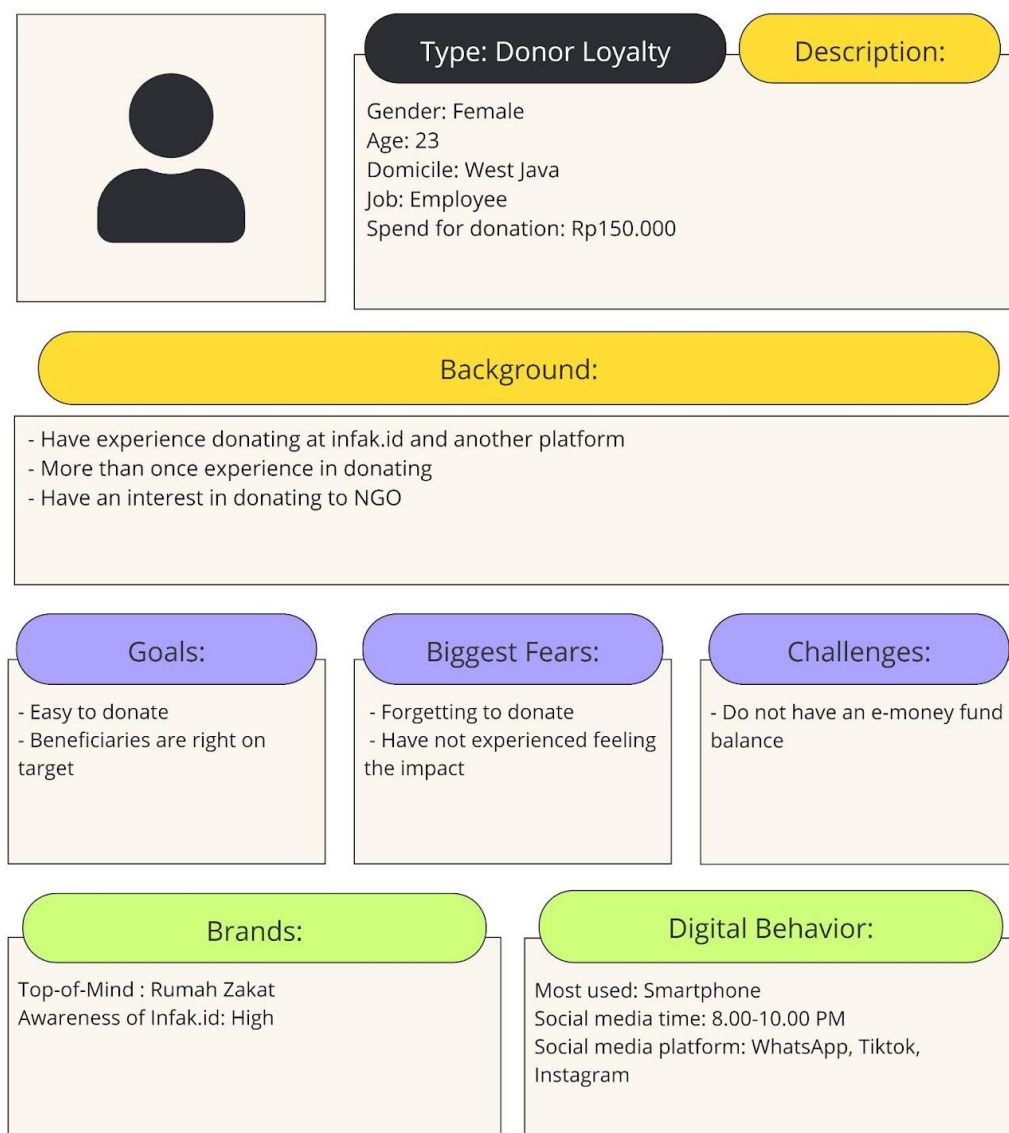 Type: Donor Loyalty
Description:
Gender: Female
Age: 23
Domicile: West Java
Job: Employee
Spend for donation: Rp150.000
Background:
- Have experience donating at infak.id and another platform
- More than once experience in donating
- Have an interest in donating to NGO
Goals:
- Easy to donate
- Beneficiaries are right on
target
Biggest Fears:
- Forgetting to donate
- Have not experienced feeling
the impact
Challenges:
- Do not have an e-money fund
balance
Brands:
Top-of-Mind : Rumah Zakat
Awareness of Infak.id: High
Digital Behavior:
Most used: Smartphone
Social media time: 8.00-10.00 PM
Social media platform: WhatsApp, Tiktok,
Instagram